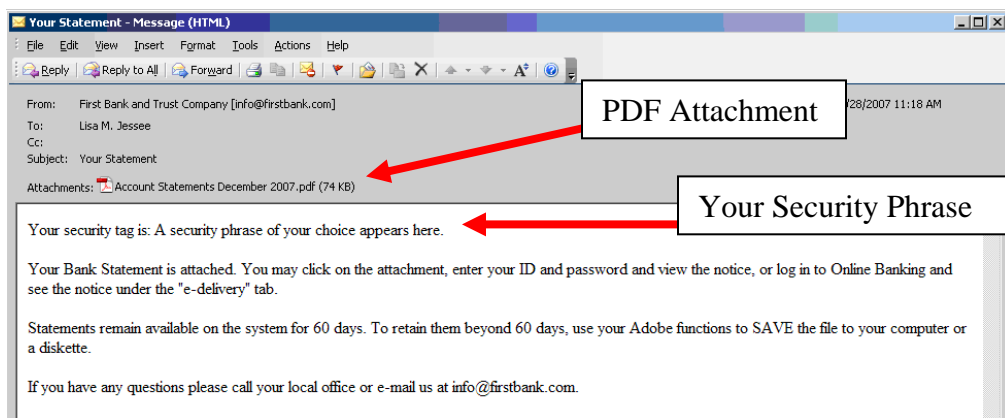 Your Statement - Message (HTML)
File Edit View Insert Format Tools Actions Help
Reply Reply to All Forward
From: First Bank and Trust Company [info@firstbank.com]
PDF Attachment
/28/2007 11:18 AM
To: Lisa M. Jessee
Cc:
Subject: Your Statement
Attachments: Account Statements December 2007.pdf (74 KB)
Your Security Phrase
Your security tag is: A security phrase of your choice appears here.
Your Bank Statement is attached. You may click on the attachment, enter your ID and password and view the notice, or log in to Online Banking and
see the notice under the "e-delivery" tab.
Statements remain available on the system for 60 days. To retain them beyond 60 days, use your Adobe functions to SAVE the file to your computer or
a diskette.
If you have any questions please call your local office or e-mail us at info@firstbank.com.